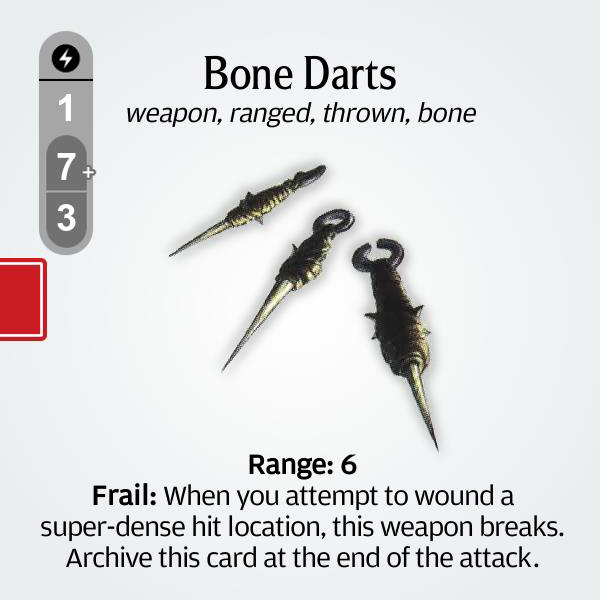 Bone Darts
weapon, ranged, thrown, bone
1
7+
3
Range: 6
Frail: When you attempt to wound a
super-dense hit location, this weapon breaks.
Archive this card at the end of the attack.